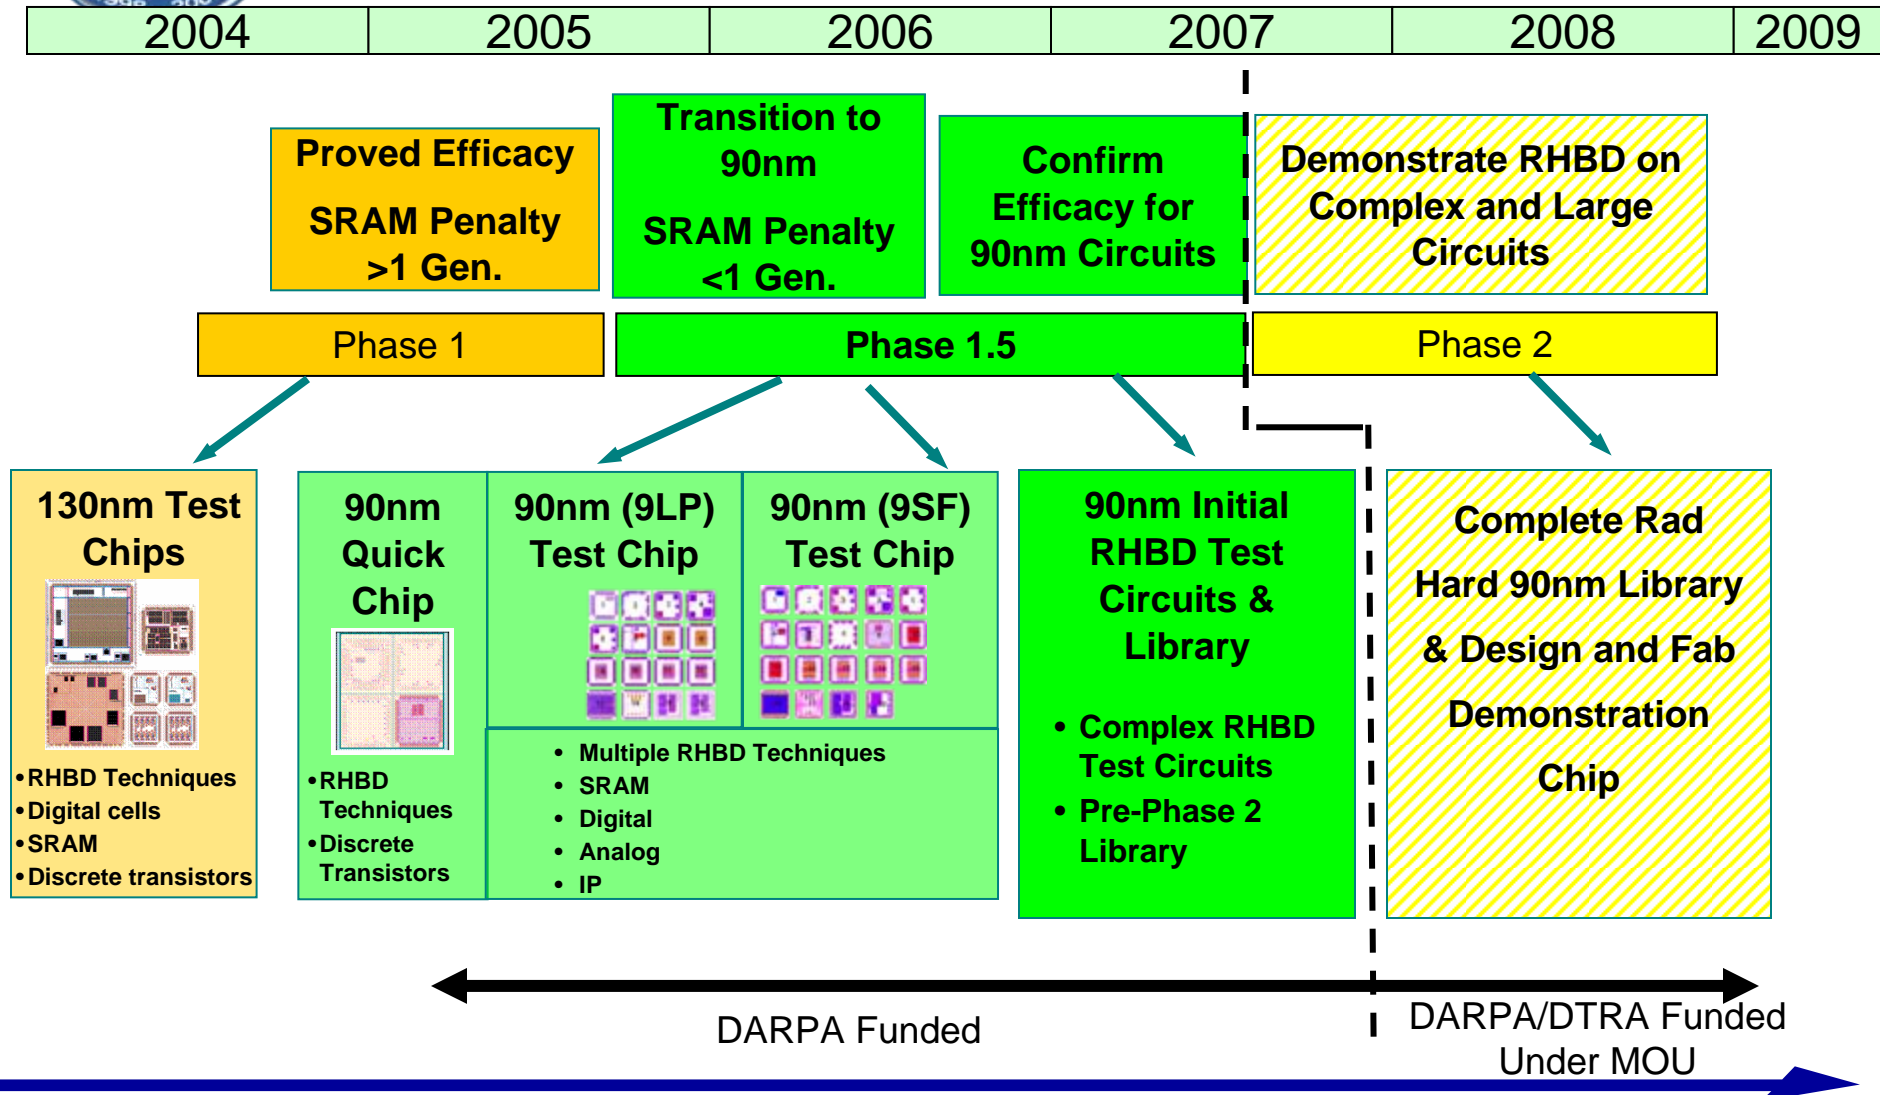 2004
2005
2006
2007
2008
2009
Proved Efficacy
SRAM Penalty
>1 Gen.
Transition to
90nm
SRAM Penalty
<1 Gen.
Confirm
Efficacy for
90nm Circuits
Demonstrate RHBD on
Complex and Large
Circuits
Phase 1
Phase 1.5
Phase 2
130nm Test
Chips
•RHBD Techniques
•Digital cells
•SRAM
•Discrete transistors
90nm
Quick
Chip
•RHBD
Techniques
•Discrete
Transistors
90nm (9LP)
Test Chip
90nm (9SF)
Test Chip
• Multiple RHBD Techniques
• SRAM
• Digital
• Analog
• IP
90nm Initial
RHBD Test
Circuits &
Library
• Complex RHBD
Test Circuits
• Pre-Phase 2
Library
Complete Rad
Hard 90nm Library
& Design and Fab
Demonstration
Chip
DARPA Funded
DARPA/DTRA Funded
Under MOU